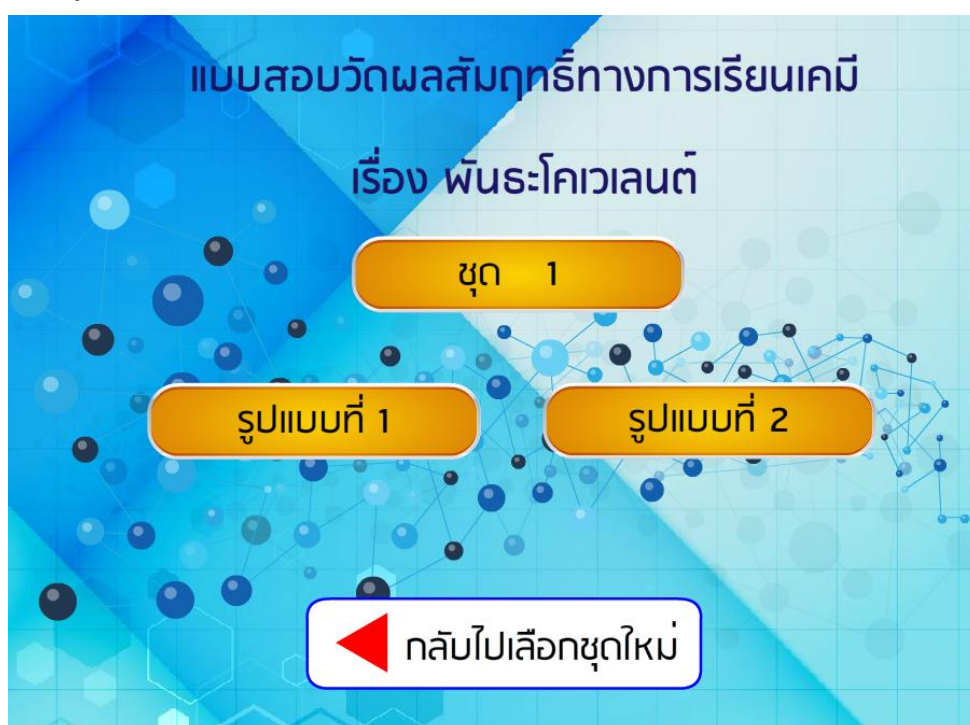 แบบสอบวัดผลสัมฤทธิ์ทางการเรียนเคมี
เรื่อง พันธะโคเวเลนต์
ชุด 1
รูปแบบที่ 1
รูปแบบที่ 2
กลับไปเลือกชุดใหม่